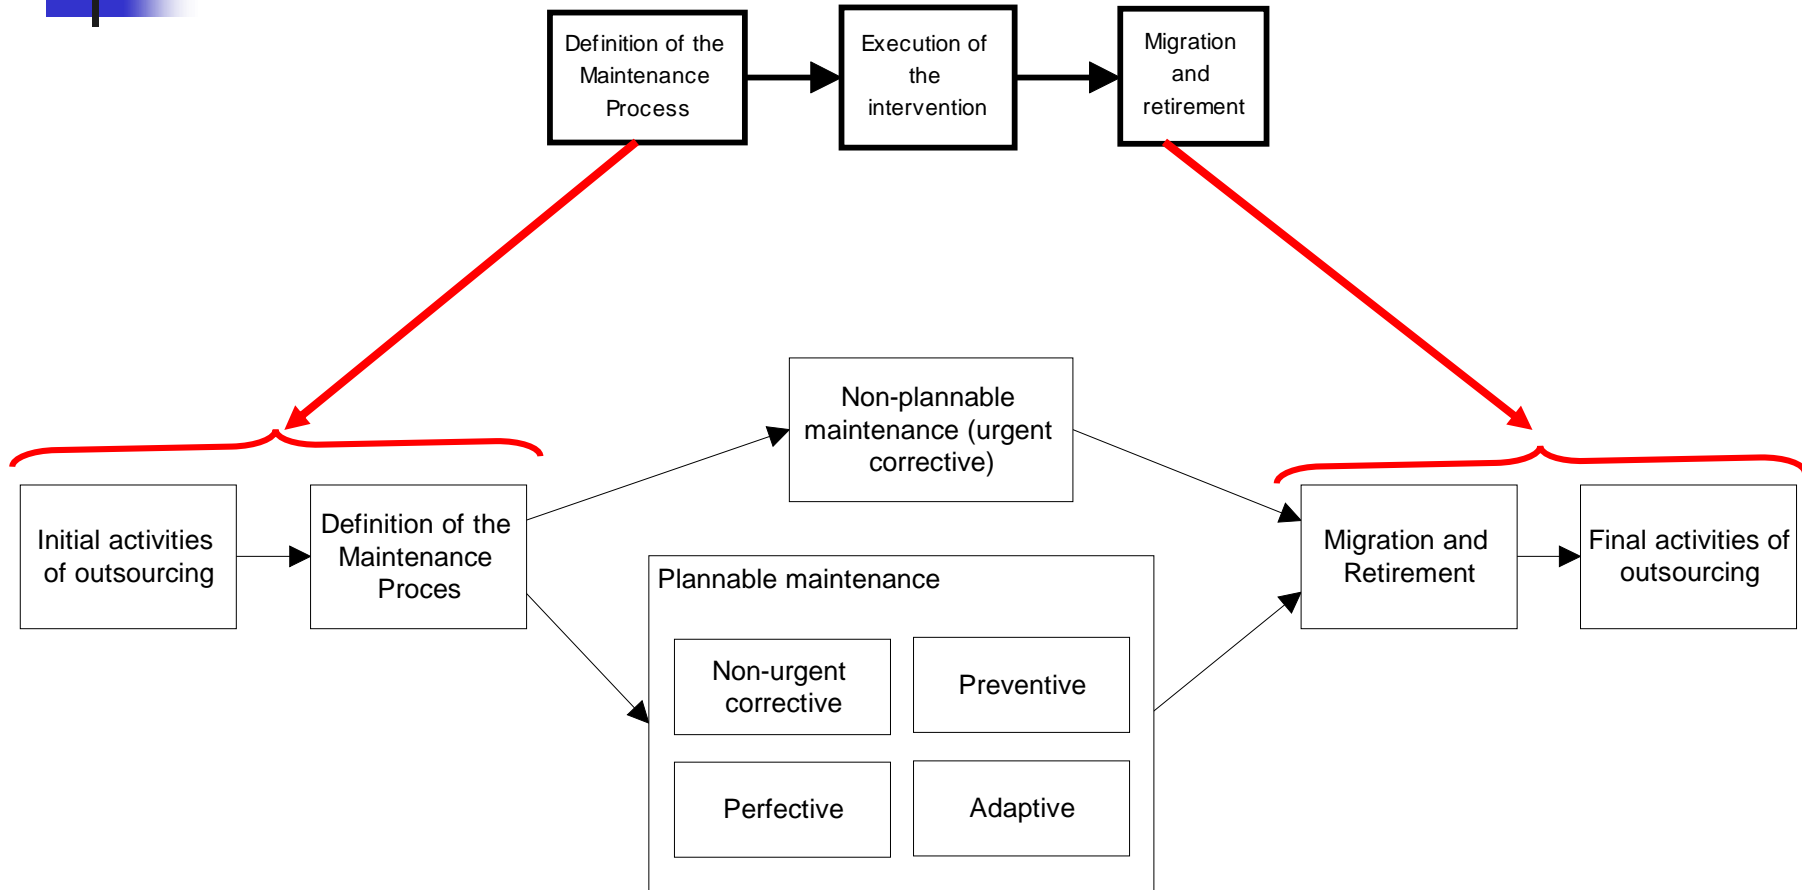 Definition of the
Maintenance
Process
Execution of
the
intervention
Migration
and
retirement
Non-plannable
maintenance (urgent
corrective)
Initial activities
of outsourcing
Definition of the
Maintenance
Proces
Plannable maintenance
Non-urgent
corrective
Preventive
Perfective
Adaptive
Migration and
Retirement
Final activities of
outsourcing